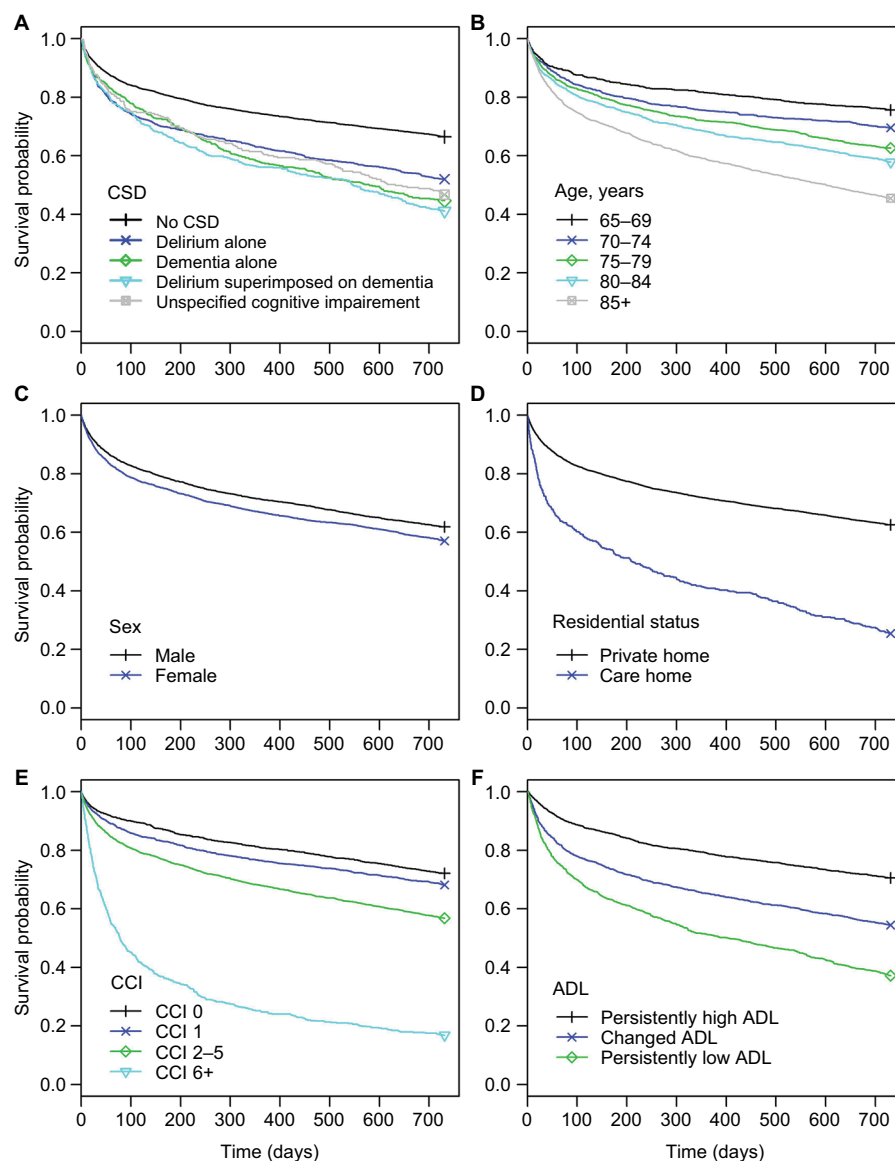 A
Survival probability
1.0
0.8
0.6
0.4
0.2
0.0
CSD
No CSD
Delirium alone
Dementia alone
Delirium superimposed on dementia
Unspecified cognitive impairement
0 100 200 300 400 500 600 700
B
1.0
0.8
0.6
0.4
0.2
0.0
Age, years
65–69
70–74
75–79
80–84
85+
0 100 200 300 400 500 600 700
C
Survival probability
1.0
0.8
0.6
0.4
0.2
0.0
Sex
Male
Female
0 100 200 300 400 500 600 700
D
1.0
0.8
0.6
0.4
0.2
0.0
Residential status
Private home
Care home
0 100 200 300 400 500 600 700
E
Survival probability
1.0
0.8
0.6
0.4
0.2
0.0
CCI
CCI 0
CCI 1
CCI 2–5
CCI 6+
0 100 200 300 400 500 600 700
Time (days)
F
1.0
0.8
0.6
0.4
0.2
0.0
ADL
Persistently high ADL
Changed ADL
Persistently low ADL
0 100 200 300 400 500 600 700
Time (days)